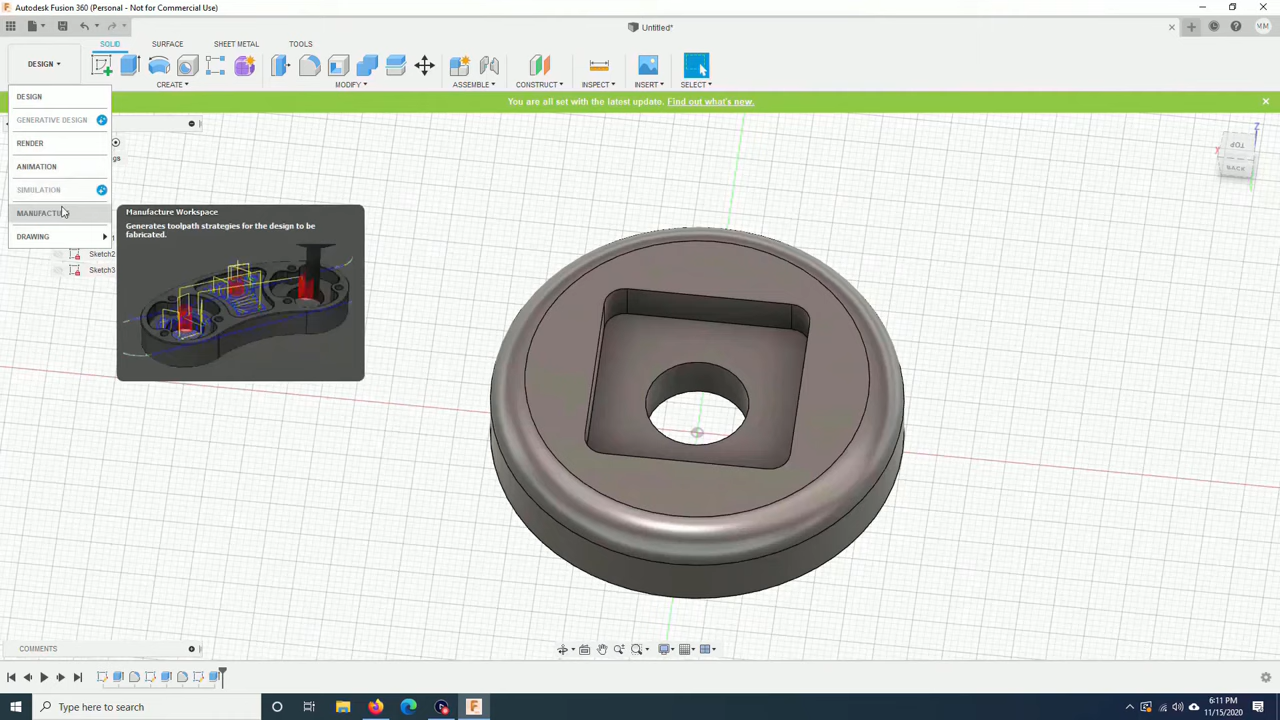 Autodesk Fusion 360 (Personal - Not for Commercial Use)
Untitled*
MM
SOLID
SURFACE
SHEET METAL
TOOLS
DESIGN
CREATE
MODIFY
ASSEMBLE
CONSTRUCT
INSPECT
INSERT
SELECT
You are all set with the latest update. Find out what's new.
DESIGN
GENERATIVE DESIGN
RENDER
ANIMATION
SIMULATION
MANUFACTU
DRAWING
Sketch2
Sketch3
Manufacture Workspace
Generates toolpath strategies for the design to be
fabricated.
Z
X
TOP
BACK
COMMENTS
Type here to search
6:11 PM
11/15/2020